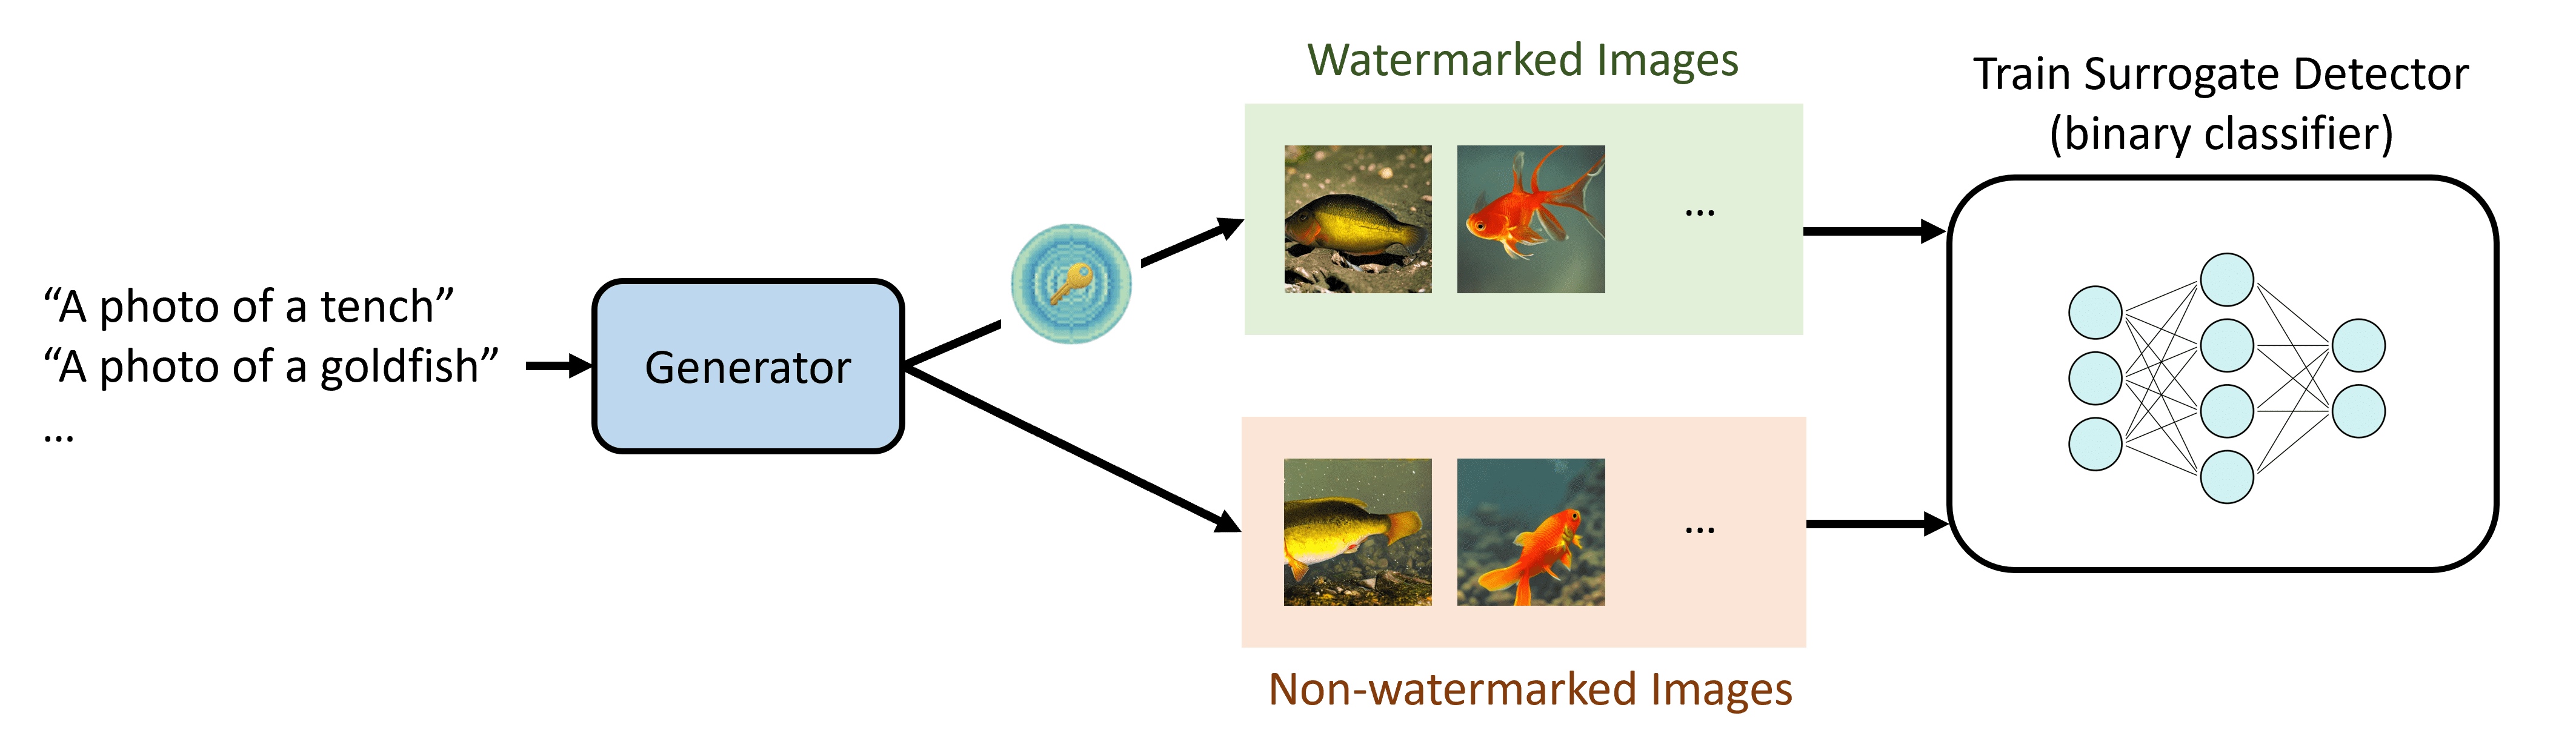 “A photo of a tench”
“A photo of a goldfish”
...
Generator
Watermarked Images
...
...
Non-watermarked Images
Train Surrogate Detector
(binary classifier)